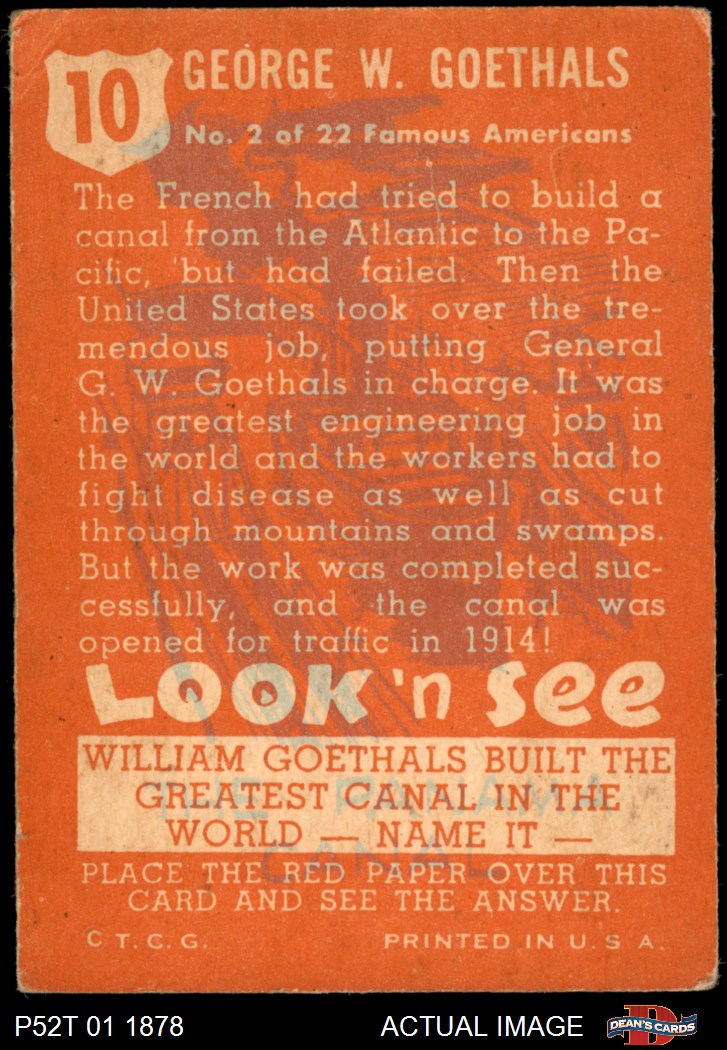 10
GEORGE W. GOETHALS
No. 2 of 22 Famous Americans
The French had tried to build a
canal from the Atlantic to the Pa-
cific, but had failed. Then the
United States took over the tre-
mendous job, putting General
G. W. Goethals in charge. It was
the greatest engineering job in
the world and the workers had to
fight disease as well as cut
through mountains and swamps.
But the work was completed suc-
cessfully, and the canal was
opened for traffic in 1914!
LOOK 'n SEE
WILLIAM GOETHALS BUILT THE
GREATEST CANAL IN THE
WORLD — NAME IT —
THE PANAMA
CANAL
PLACE THE RED PAPER OVER THIS
CARD AND SEE THE ANSWER.
C T. C. G.
PRINTED IN U. S. A.
P52T 01 1878
ACTUAL IMAGE
D
DEAN'S CARDS